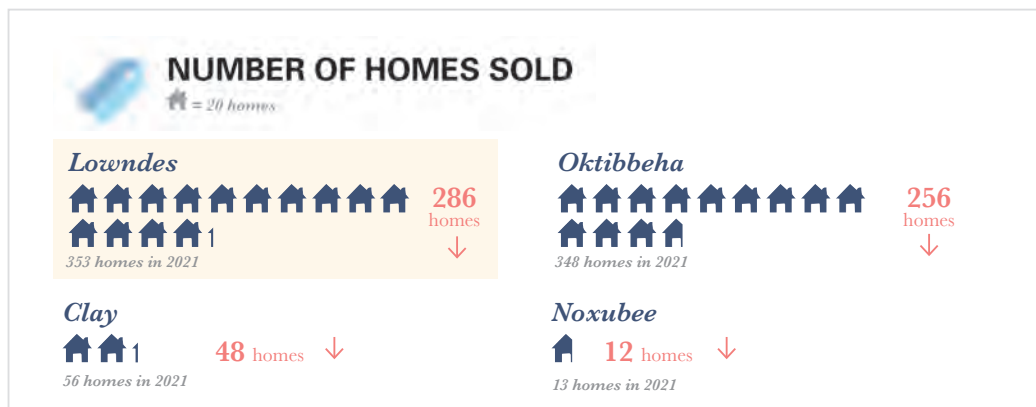 NUMBER OF HOMES SOLD
= 20 homes
Lowndes
286
homes
353 homes in 2021
Oktibbeha
256
homes
348 homes in 2021
Clay
48 homes
56 homes in 2021
Noxubee
12 homes
13 homes in 2021